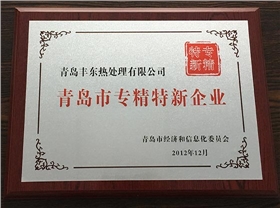 专精
特新
青岛丰东热处理有限公司
青岛市专精特新企业
青岛市经济和信息化委员会
2012年12月